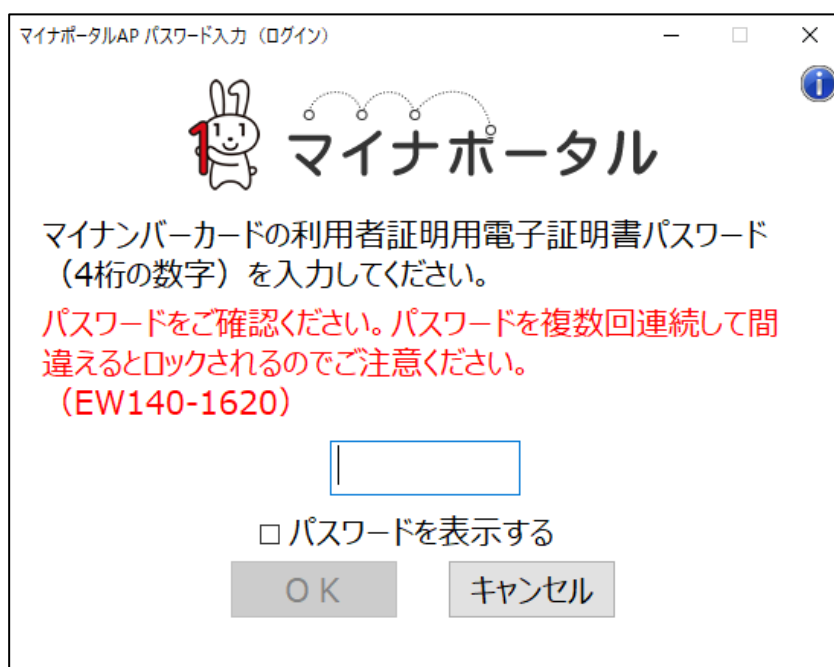 マイナポータルAP パスワード入力（ログイン）
マイナポータル
マイナンバーカードの利用者証明用電子証明書パスワード
（4桁の数字）を入力してください。
パスワードをご確認ください。パスワードを複数回連続して間
違えるとロックされるのでご注意ください。
（EW140-1620）
パスワードを表示する
ＯＫ
キャンセル